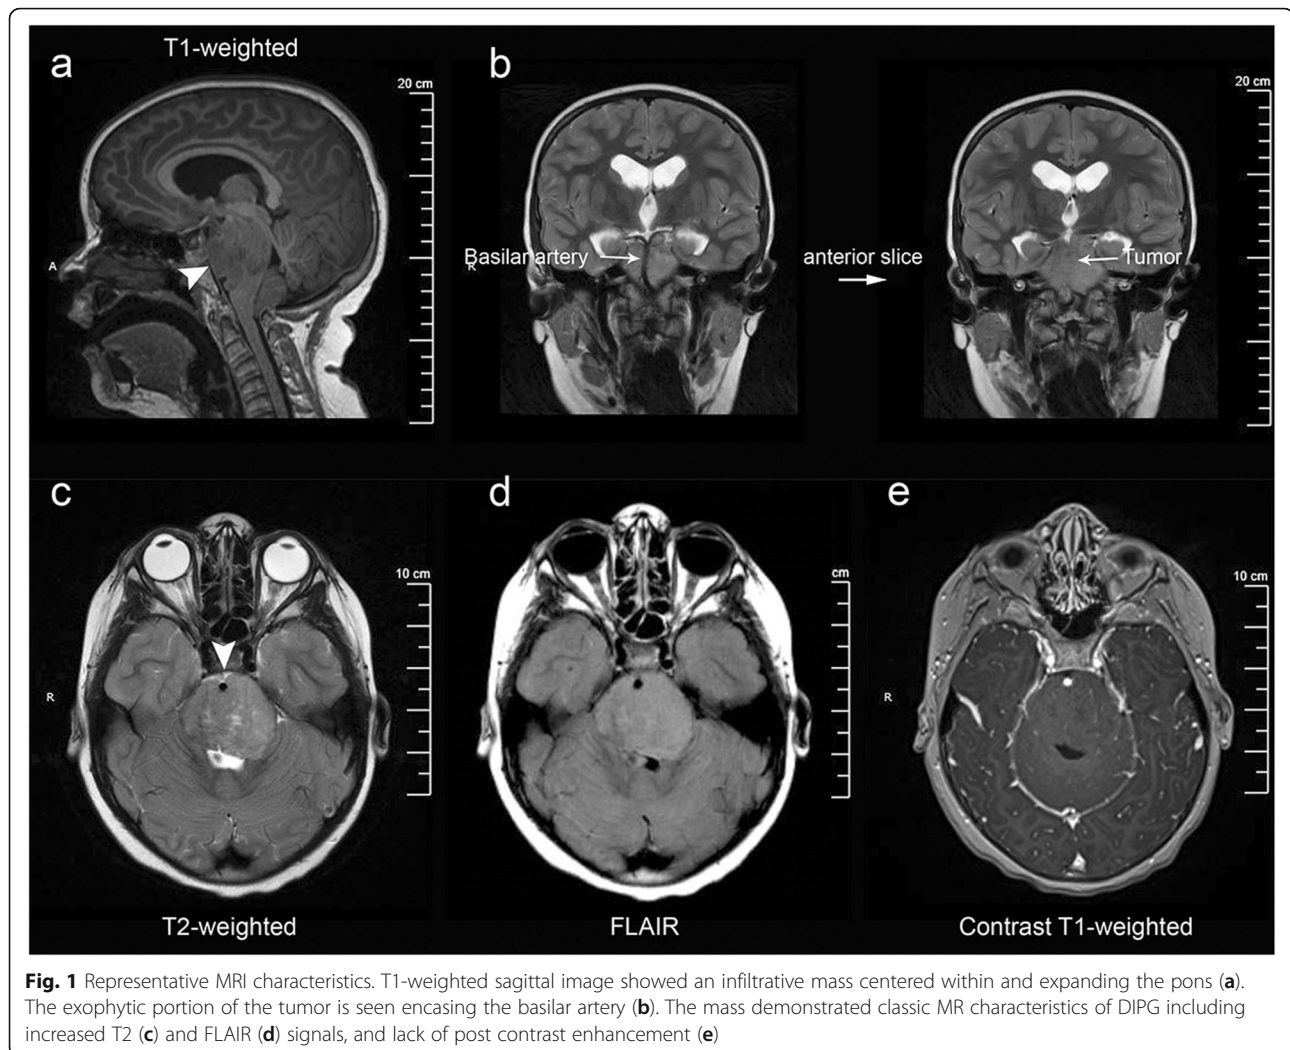 T1-weighted
a
b
20 cm
20 cm
A
R
Basilar artery
anterior slice
Tumor
c
d
e
10 cm
cm
10 cm
R
R
T2-weighted
FLAIR
Contrast T1-weighted
Fig. 1 Representative MRI characteristics. T1-weighted sagittal image showed an infiltrative mass centered within and expanding the pons (a).
The exophytic portion of the tumor is seen encasing the basilar artery (b). The mass demonstrated classic MR characteristics of DIPG including
increased T2 (c) and FLAIR (d) signals, and lack of post contrast enhancement (e)